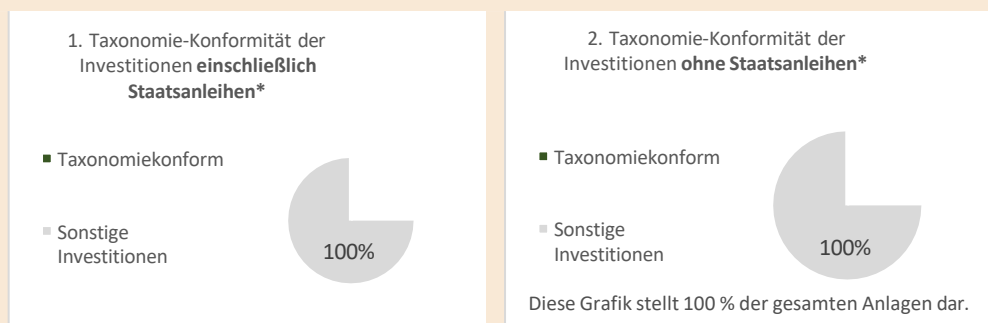 1. Taxonomie-Konformität der
Investitionen einschließlich
Staatsanleihen*
Taxonomiekonform
Sonstige
Investitionen
100%
2. Taxonomie-Konformität der
Investitionen ohne Staatsanleihen*
Taxonomiekonform
Sonstige
Investitionen
100%
Diese Grafik stellt 100 % der gesamten Anlagen dar.